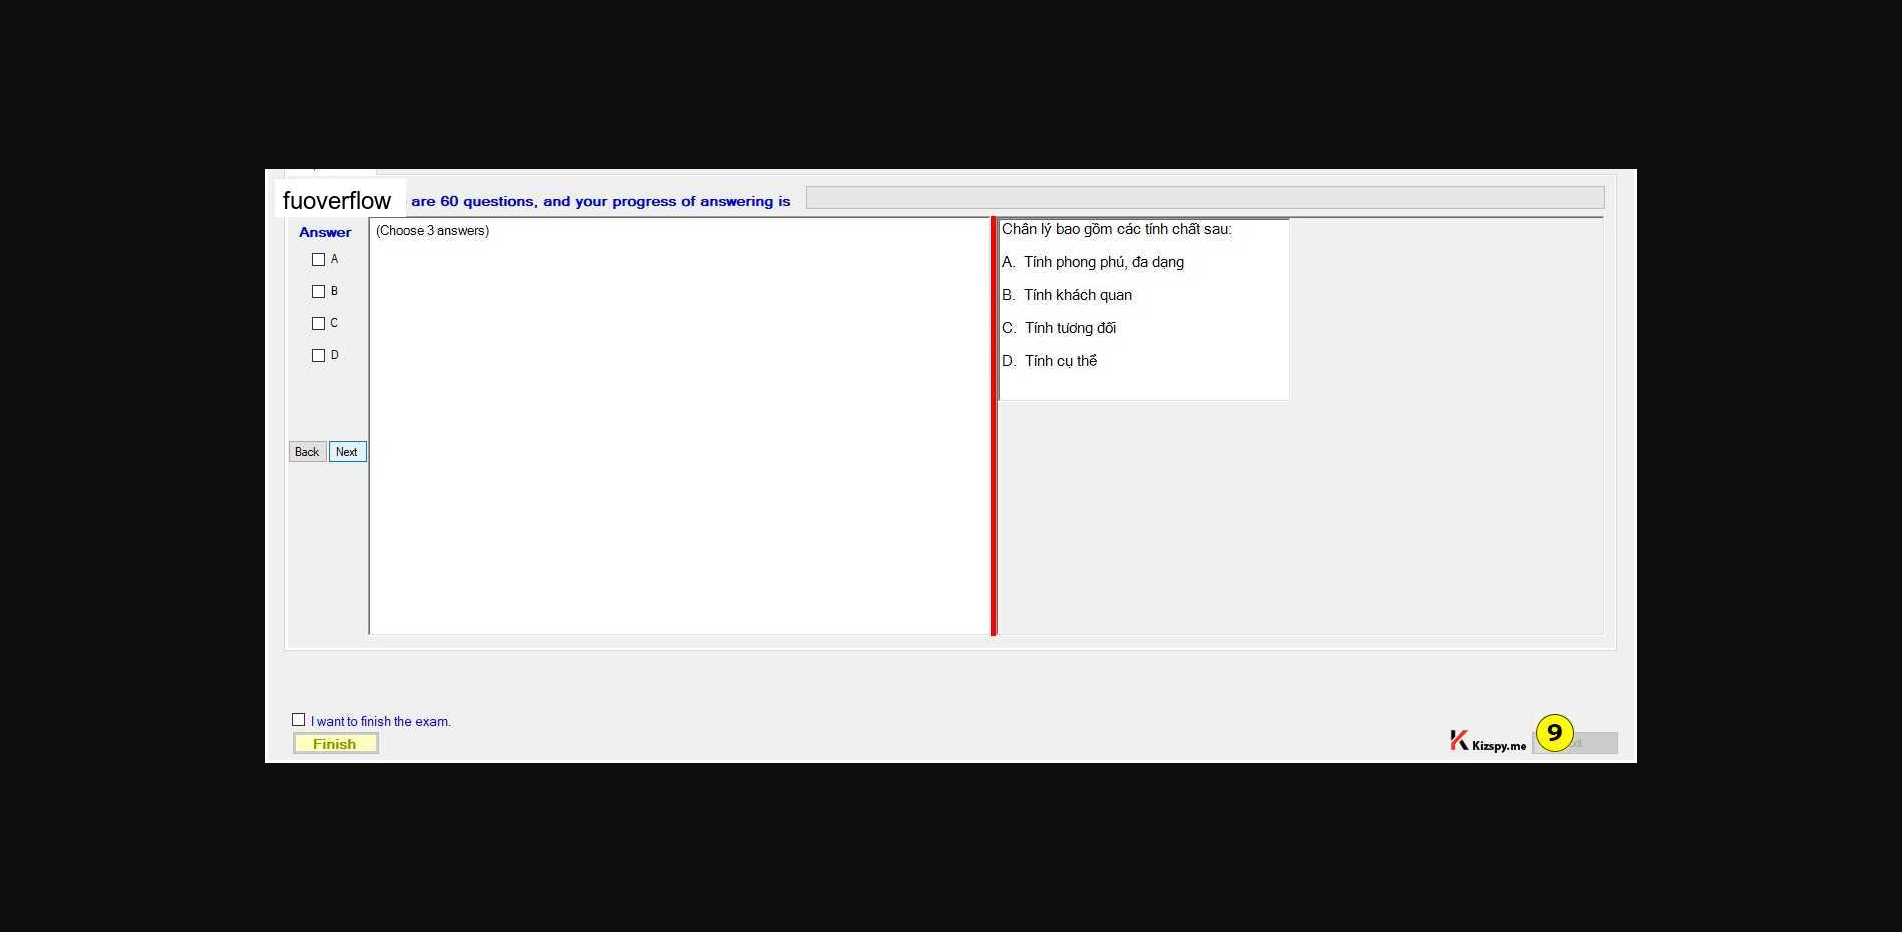 fuoverflow are 60 questions, and your progress of answering is
Answer
A
B
C
D
Back Next
(Choose 3 answers)
Chân lý bao gồm các tính chất sau:
A. Tính phong phú, đa dạng
B. Tính khách quan
C. Tính tương đối
D. Tính cụ thể
I want to finish the exam.
Finish
Kizspy.me
9